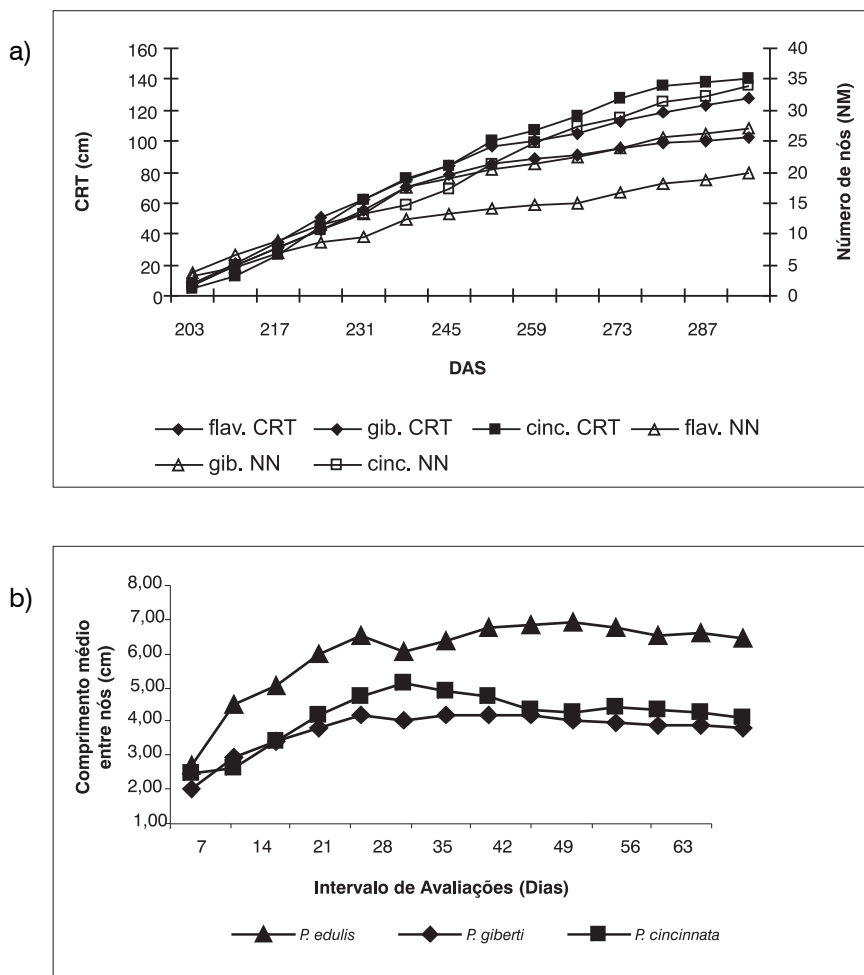 a)
160
140
120
100
80
60
40
20
0
CRT (cm)
40
35
30
25
20
15
10
5
0
Número de nós (NM)
203 217 231 245 259 273 287
DAS
flav. CRT gib. CRT cinc. CRT flav. NN
gib. NN cinc. NN
b)
8,00
7,00
6,00
5,00
4,00
3,00
2,00
1,00
Comprimento médio
entre nós (cm)
7 14 21 28 35 42 49 56 63
Intervalo de Avaliações (Dias)
P. edulis P. giberti P. cincinnata